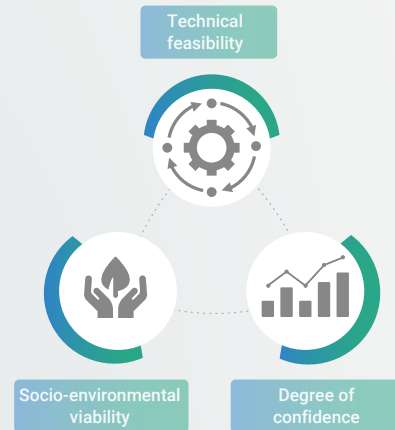 Technical
feasibility
Socio-environmental
viability
Degree of
confidence